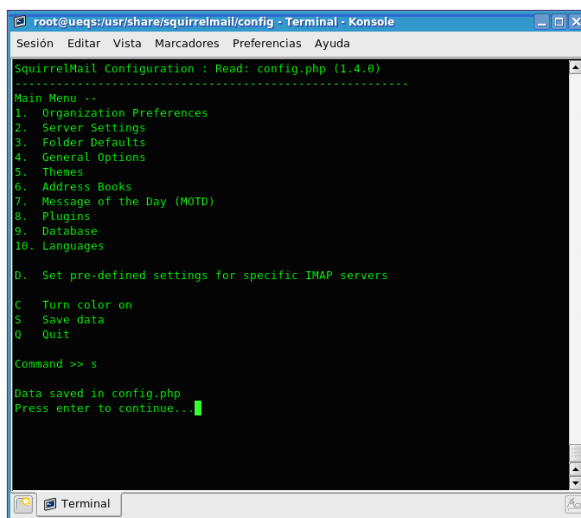 root@ueqs:/usr/share/squirrelmail/config - Terminal - Konsole
Sesión Editar Vista Marcadores Preferencias Ayuda
SquirrelMail Configuration : Read: config.php (1.4.0)
---------------------------------------------------------
Main Menu --
1. Organization Preferences
2. Server Settings
3. Folder Defaults
4. General Options
5. Themes
6. Address Books
7. Message of the Day (MOTD)
8. Plugins
9. Database
10. Languages
D. Set pre-defined settings for specific IMAP servers
C Turn color on
S Save data
Q Quit
Command >> s
Data saved in config.php
Press enter to continue...
Terminal